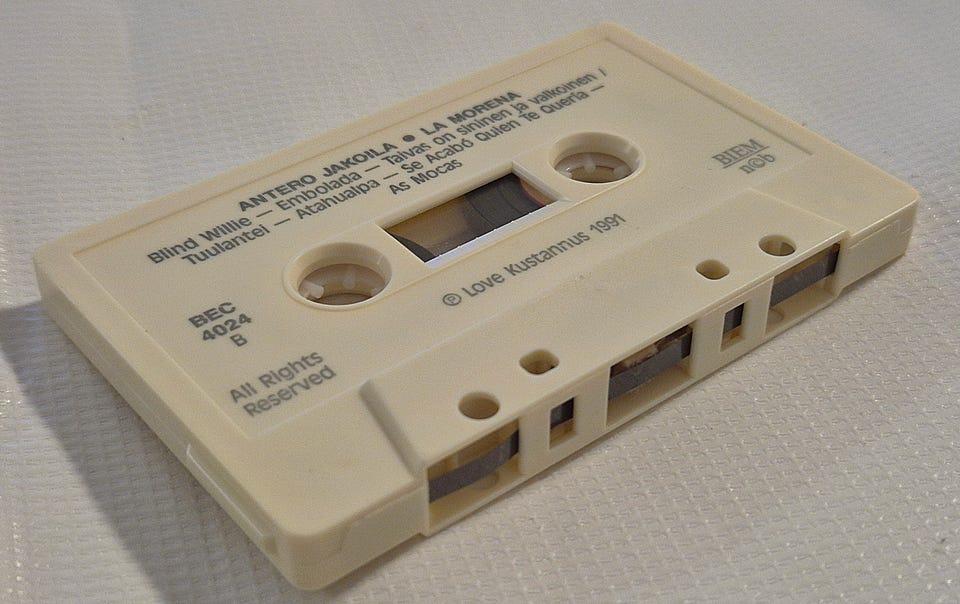 ANTERO JAKOILA ● LA MORENA
Blind Willie — Embolada — Taivas on sininen ja valkoinen /
Tuulantei — Atahualpa — Se Acabó Quien Te Quería —
As Mocas
BIEM
n©b
℗ Love Kustannus 1991
BEC
4024
B
All Rights
Reserved